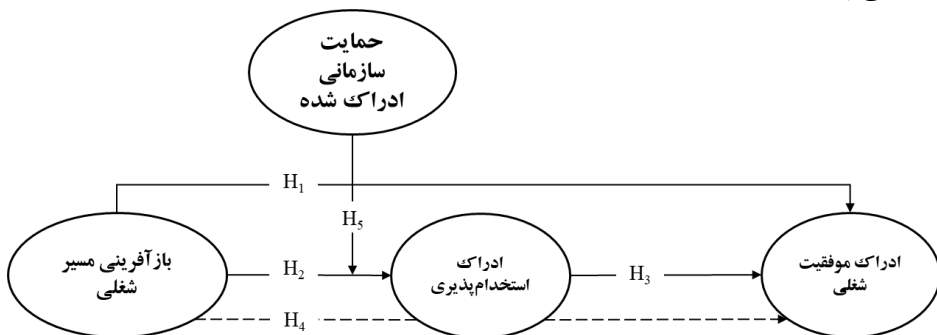 حمایت
سازمانی
ادراک شده
H1
H5
بازآفرینی مسیر
شغلی
H2
ادراک
استخدام‌پذیری
H3
ادراک موفقیت
شغلی
H4